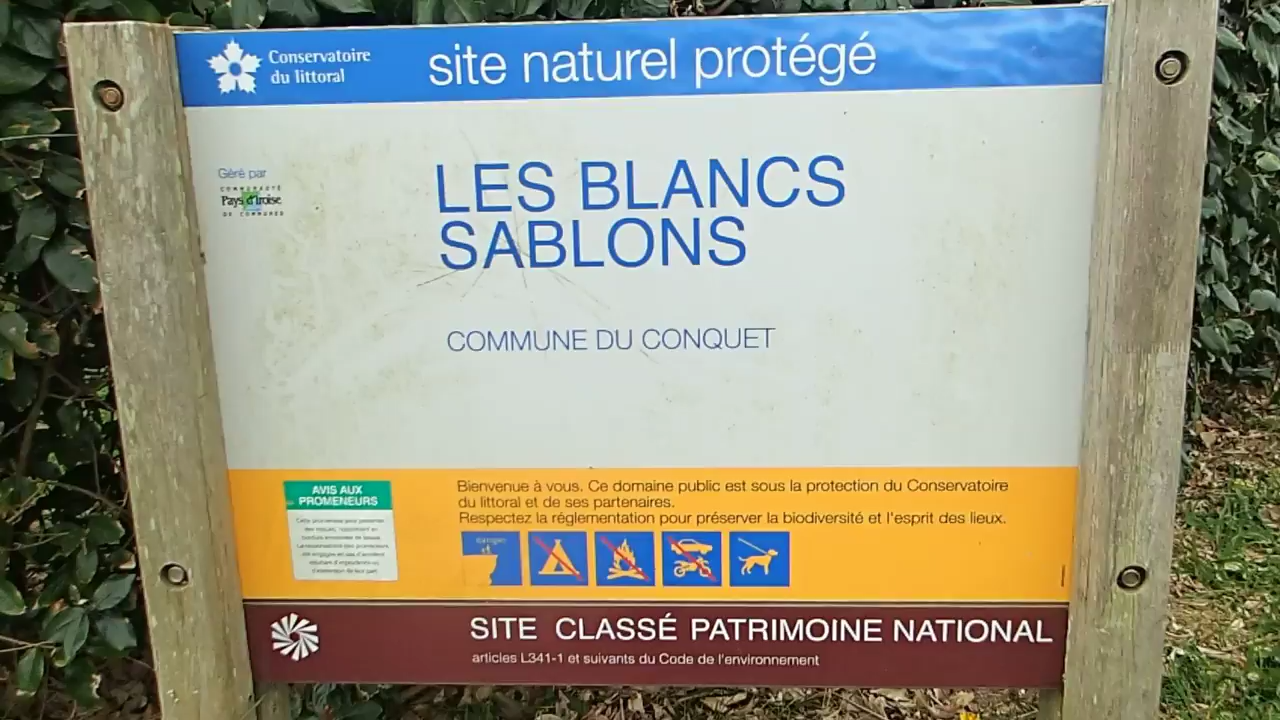 Conservatoire
du littoral
site naturel protégé
Géré par
COMMUNAUTÉ
Pays d'Iroise
DE COMMUNES
LES BLANCS
SABLONS
COMMUNE DU CONQUET
AVIS AUX
PROMENEURS
Bienvenue à vous. Ce domaine public est sous la protection du Conservatoire
du littoral et de ses partenaires.
Respectez la réglementation pour préserver la biodiversité et l'esprit des lieux.
danger
SITE CLASSÉ PATRIMOINE NATIONAL
articles L341-1 et suivants du Code de l'environnement